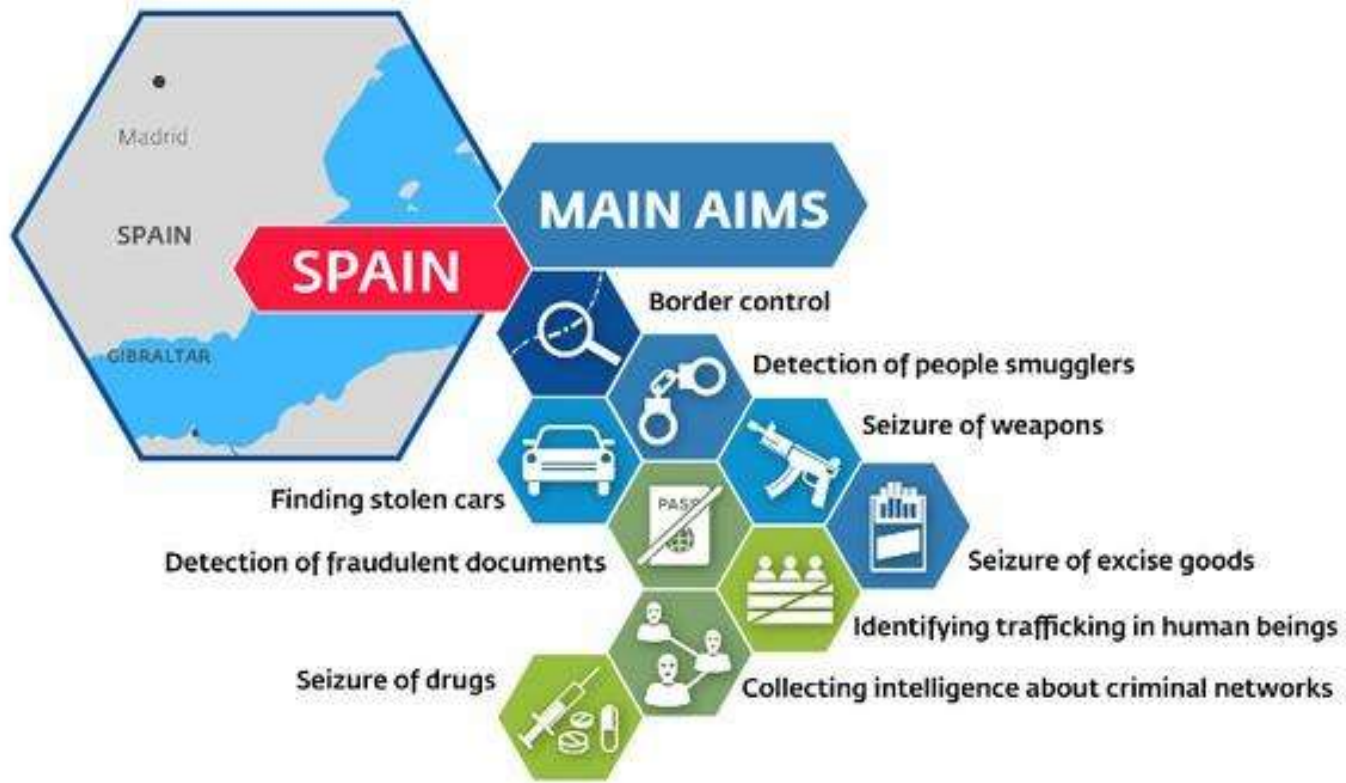 Madrid
SPAIN
GIBRALTAR
SPAIN
MAIN AIMS
Border control
Detection of people smugglers
Seizure of weapons
Finding stolen cars
PASS
Detection of fraudulent documents
Seizure of excise goods
Identifying trafficking in human beings
Seizure of drugs
Collecting intelligence about criminal networks